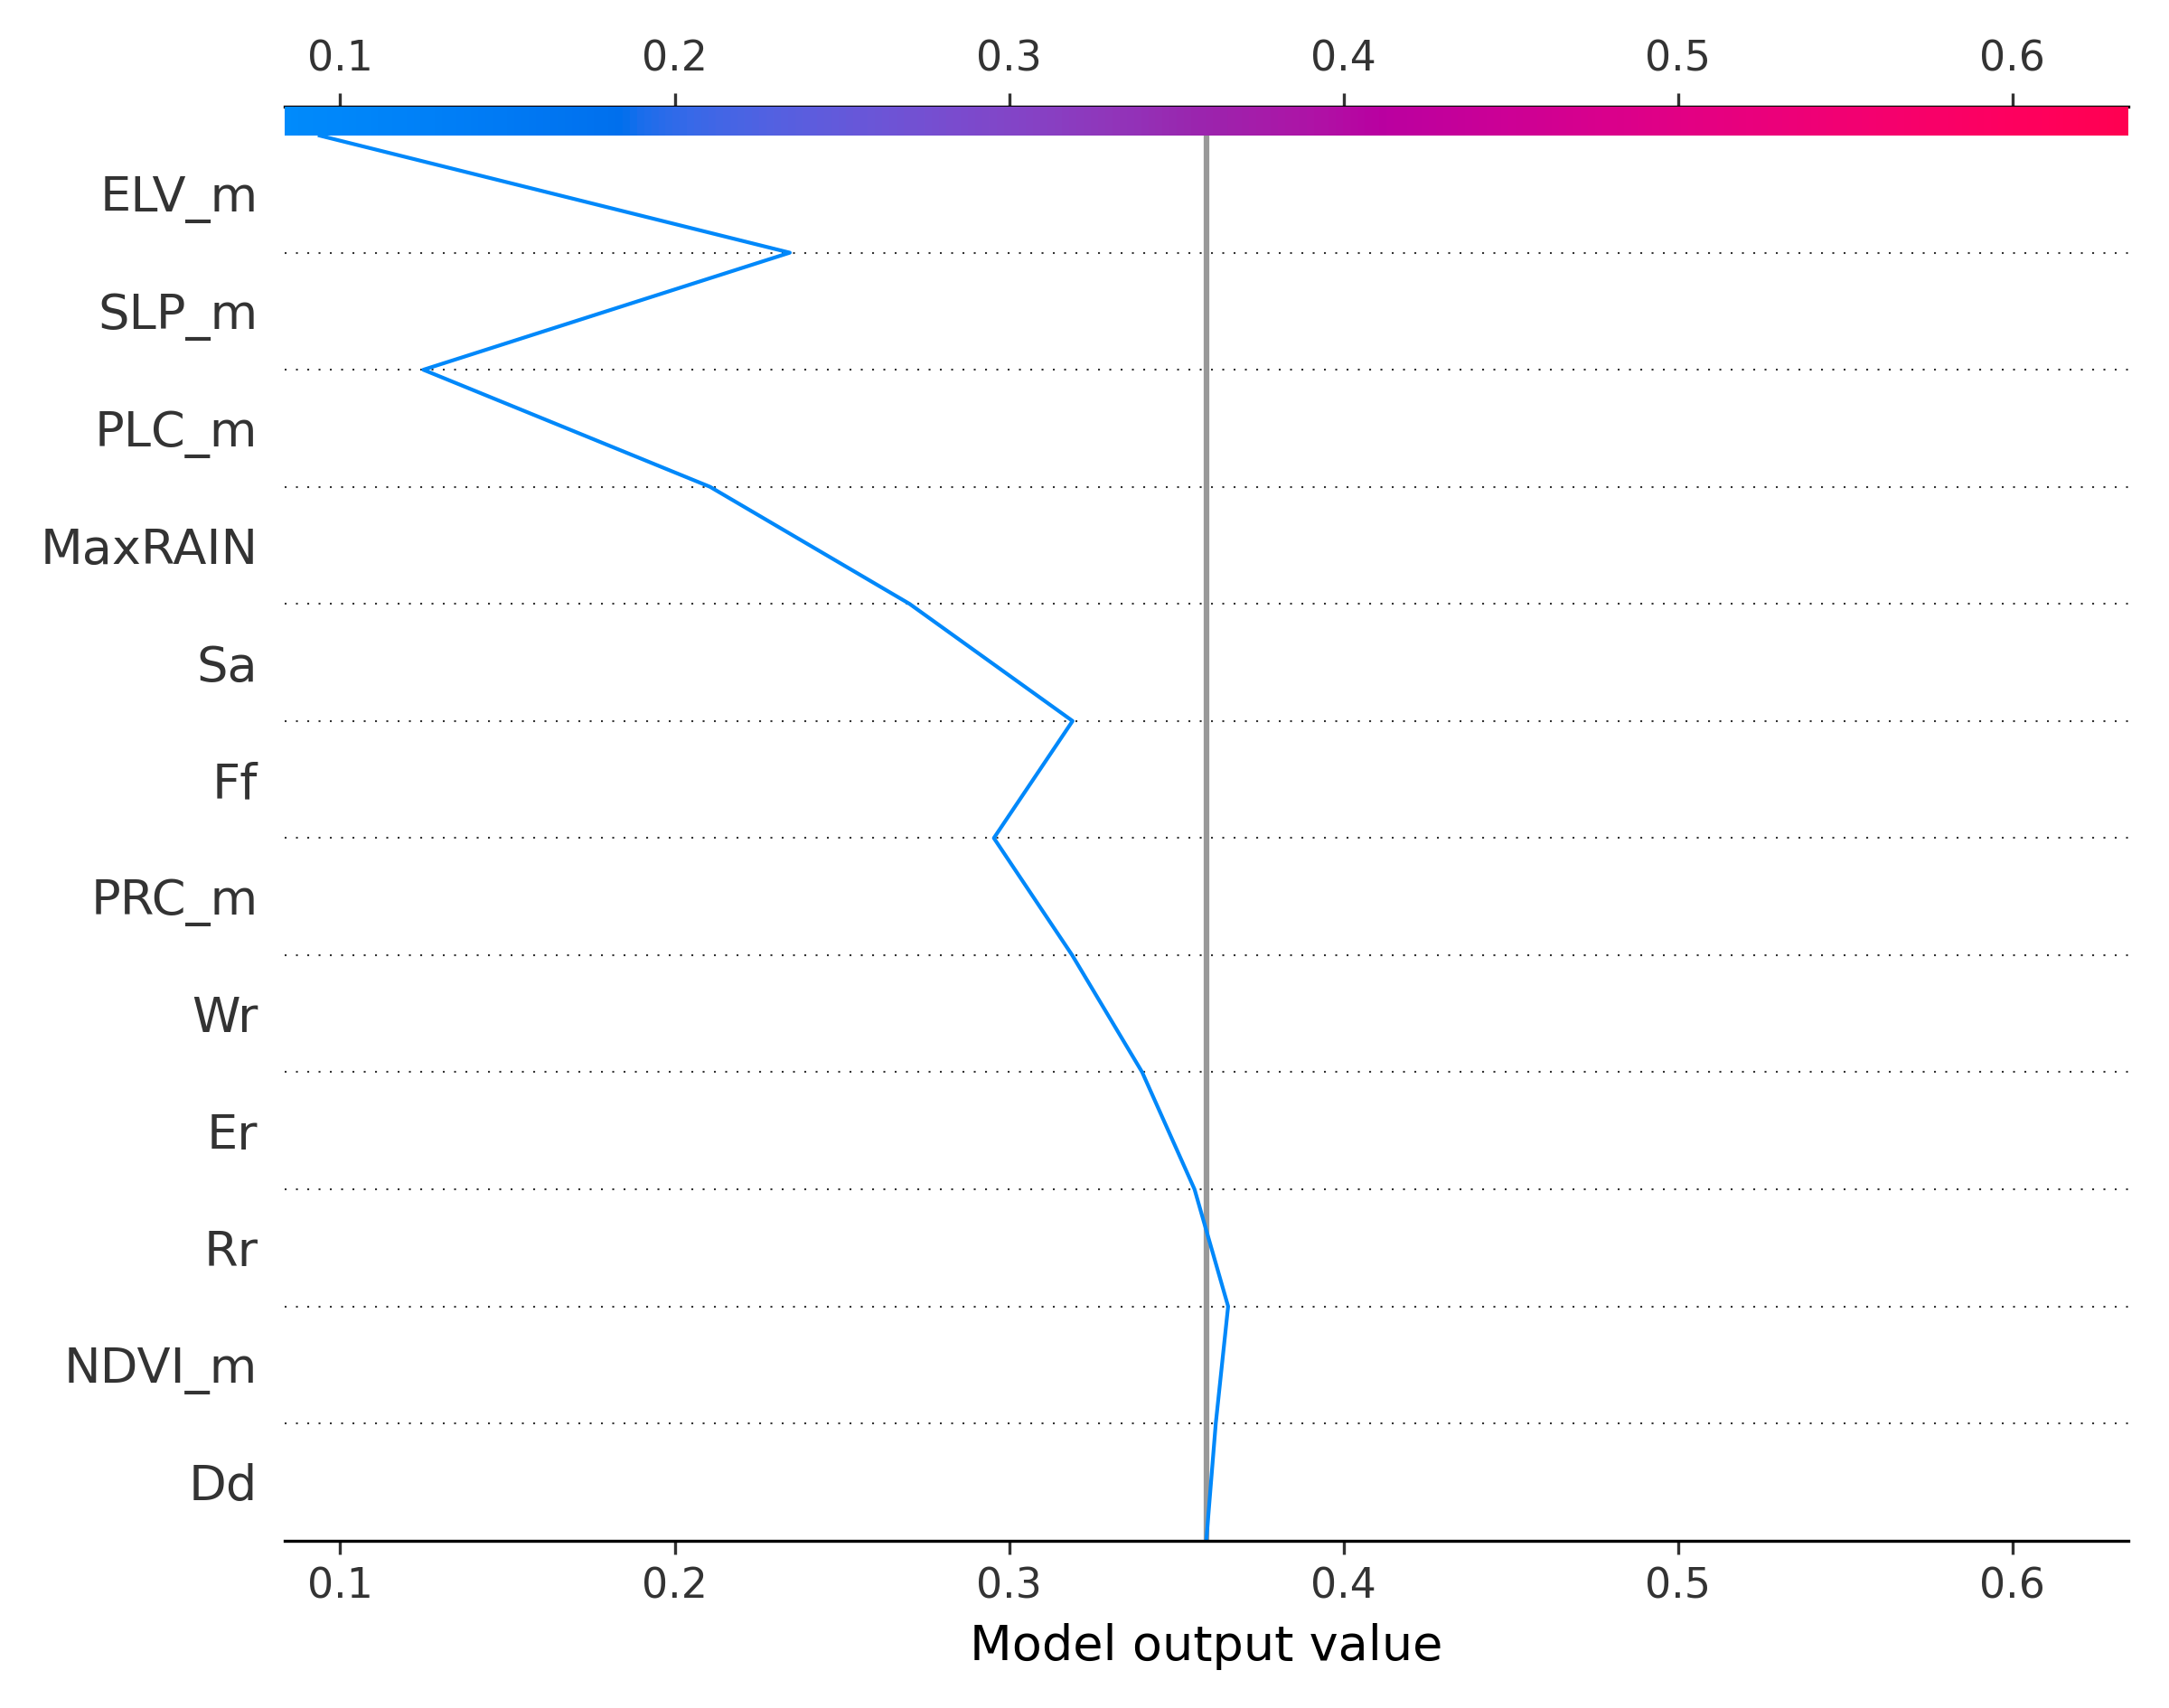 0.1 0.2 0.3 0.4 0.5 0.6
ELV_m
SLP_m
PLC_m
MaxRAIN
Sa
Ff
PRC_m
Wr
Er
Rr
NDVI_m
Dd
0.1 0.2 0.3 0.4 0.5 0.6
Model output value